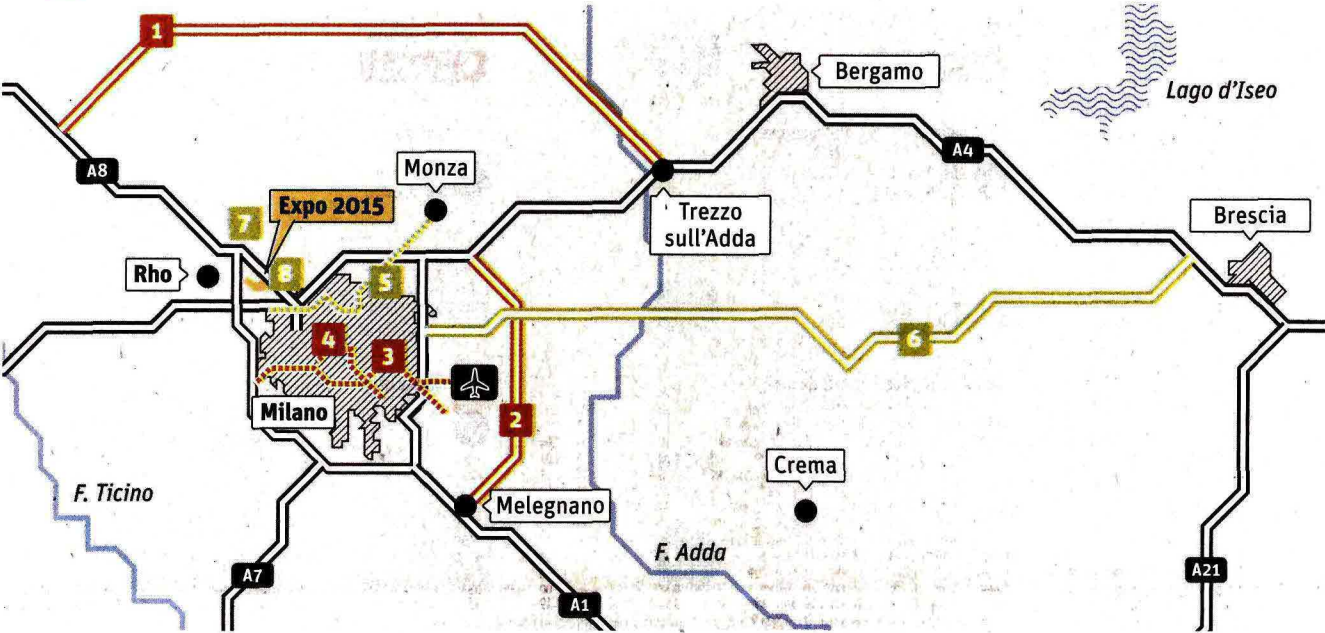 1
Bergamo
Lago d'Iseo
A8
Monza
A4
Expo 2015
7
Trezzo
sull'Adda
Brescia
Rho
8
5
4
3
6
Milano
2
F. Ticino
Crema
Melegnano
F. Adda
A7
A1
A21